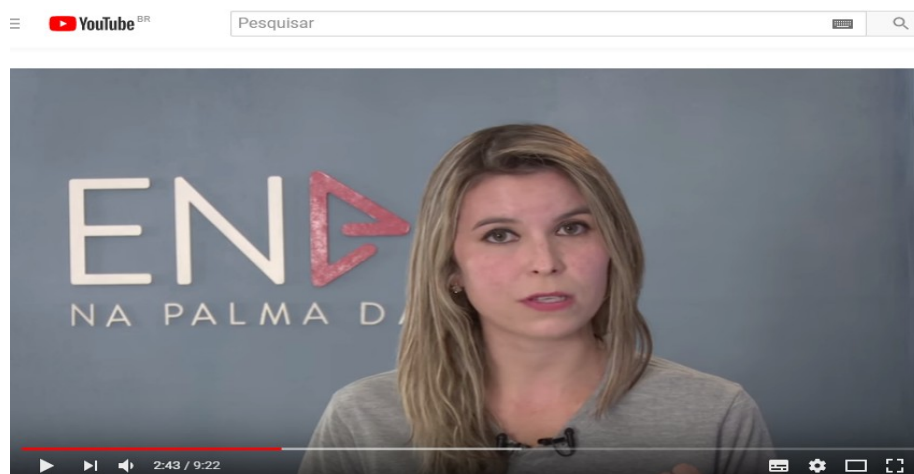 YouTube BR
Pesquisar
EN
NA PALMA DA
2:43 / 9:22